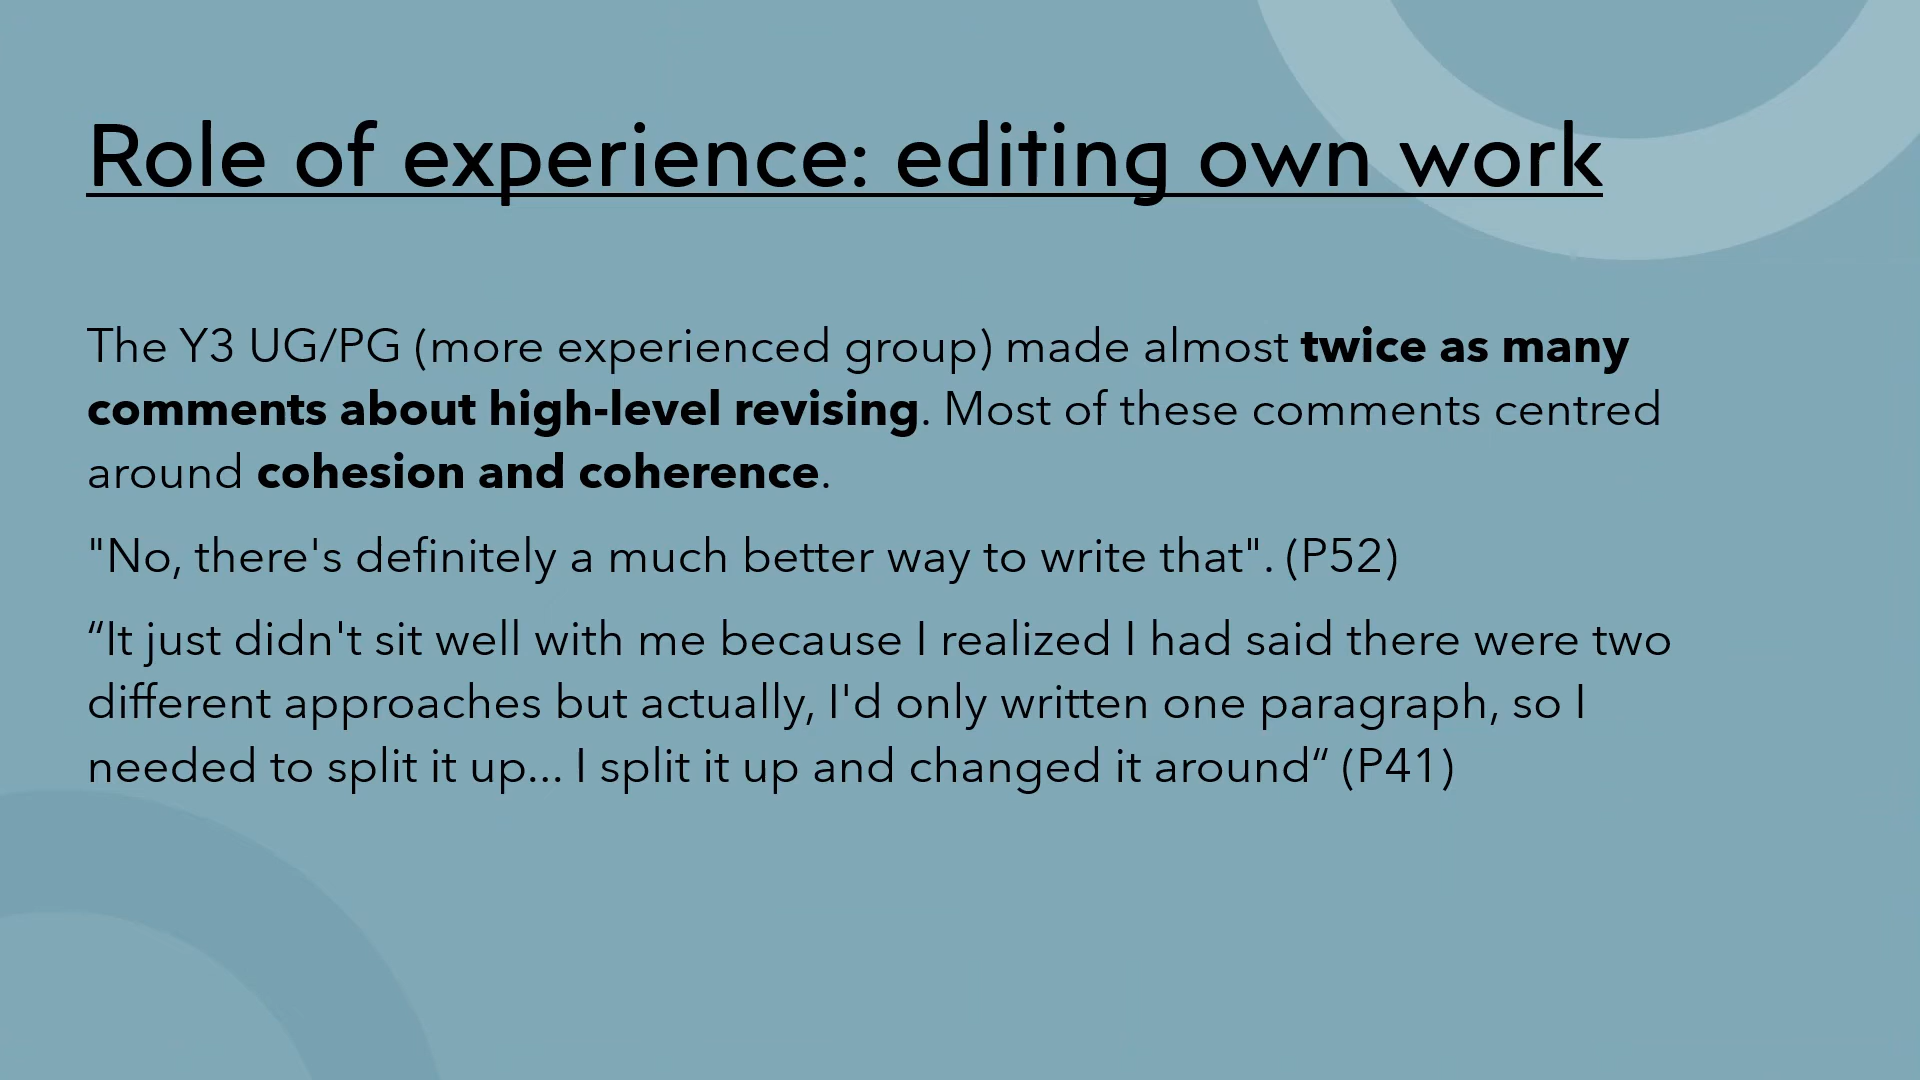 Role of experience: editing own work
The Y3 UG/PG (more experienced group) made almost twice as many
comments about high-level revising. Most of these comments centred
around cohesion and coherence.
"No, there's definitely a much better way to write that". (P52)
“It just didn't sit well with me because I realized I had said there were two
different approaches but actually, I'd only written one paragraph, so I
needed to split it up... I split it up and changed it around“ (P41)